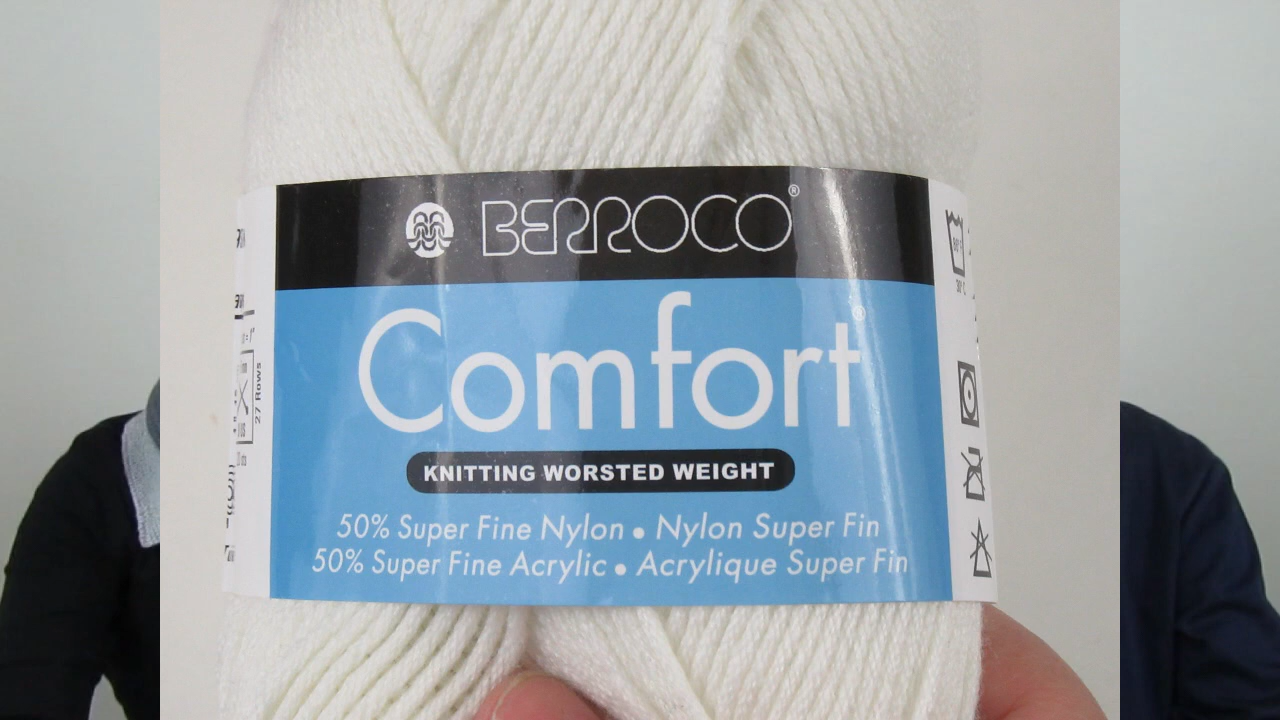 BERROCO®
Comfort®
KNITTING WORSTED WEIGHT
50% Super Fine Nylon • Nylon Super Fin
50% Super Fine Acrylic • Acrylique Super Fin
27 Rows